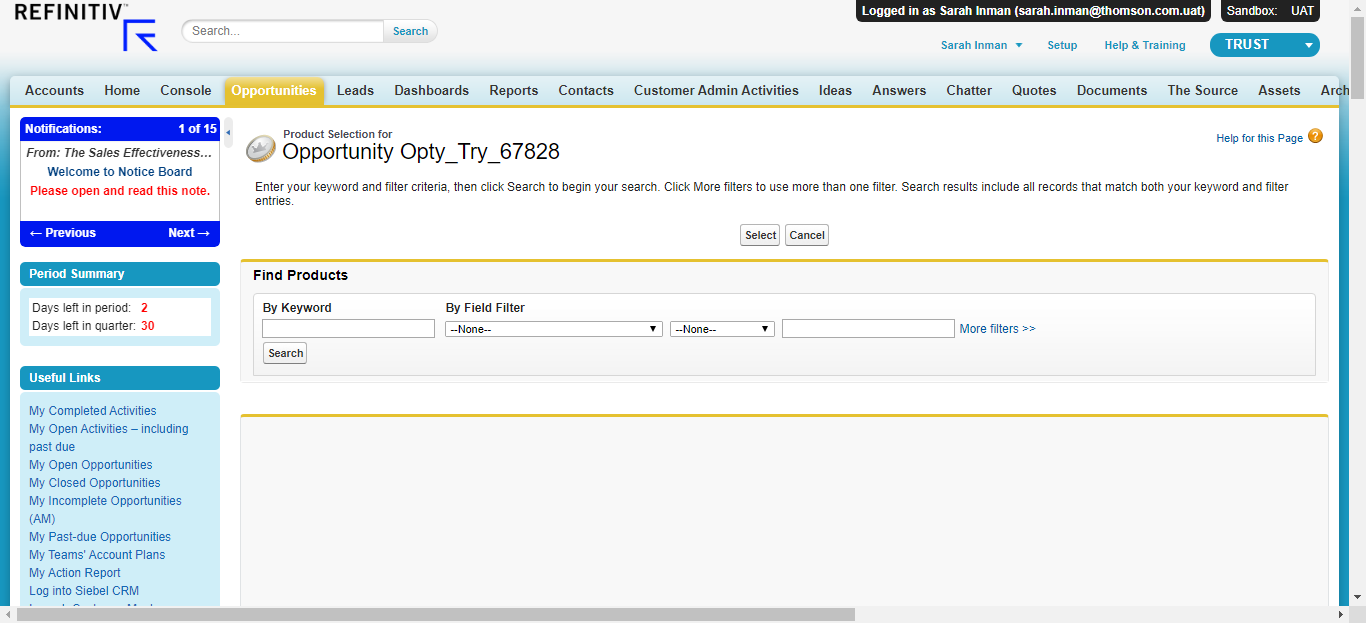 REFINITIV™
Search...
Search
Logged in as Sarah Inman (sarah.inman@thomson.com.uat)
Sandbox: UAT
Sarah Inman
Setup
Help & Training
TRUST
Accounts
Home
Console
Opportunities
Leads
Dashboards
Reports
Contacts
Customer Admin Activities
Ideas
Answers
Chatter
Quotes
Documents
The Source
Assets
Arch
Notifications: 1 of 15
From: The Sales Effectiveness...
Welcome to Notice Board
Please open and read this note.
← Previous Next →
Period Summary
Days left in period: 2
Days left in quarter: 30
Useful Links
My Completed Activities
My Open Activities – including
past due
My Open Opportunities
My Closed Opportunities
My Incomplete Opportunities
(AM)
My Past-due Opportunities
My Teams' Account Plans
My Action Report
Log into Siebel CRM
Product Selection for
Opportunity Opty_Try_67828
Help for this Page
Enter your keyword and filter criteria, then click Search to begin your search. Click More filters to use more than one filter. Search results include all records that match both your keyword and filter
entries.
Select
Cancel
Find Products
By Keyword
By Field Filter
--None--
--None--
More filters >>
Search